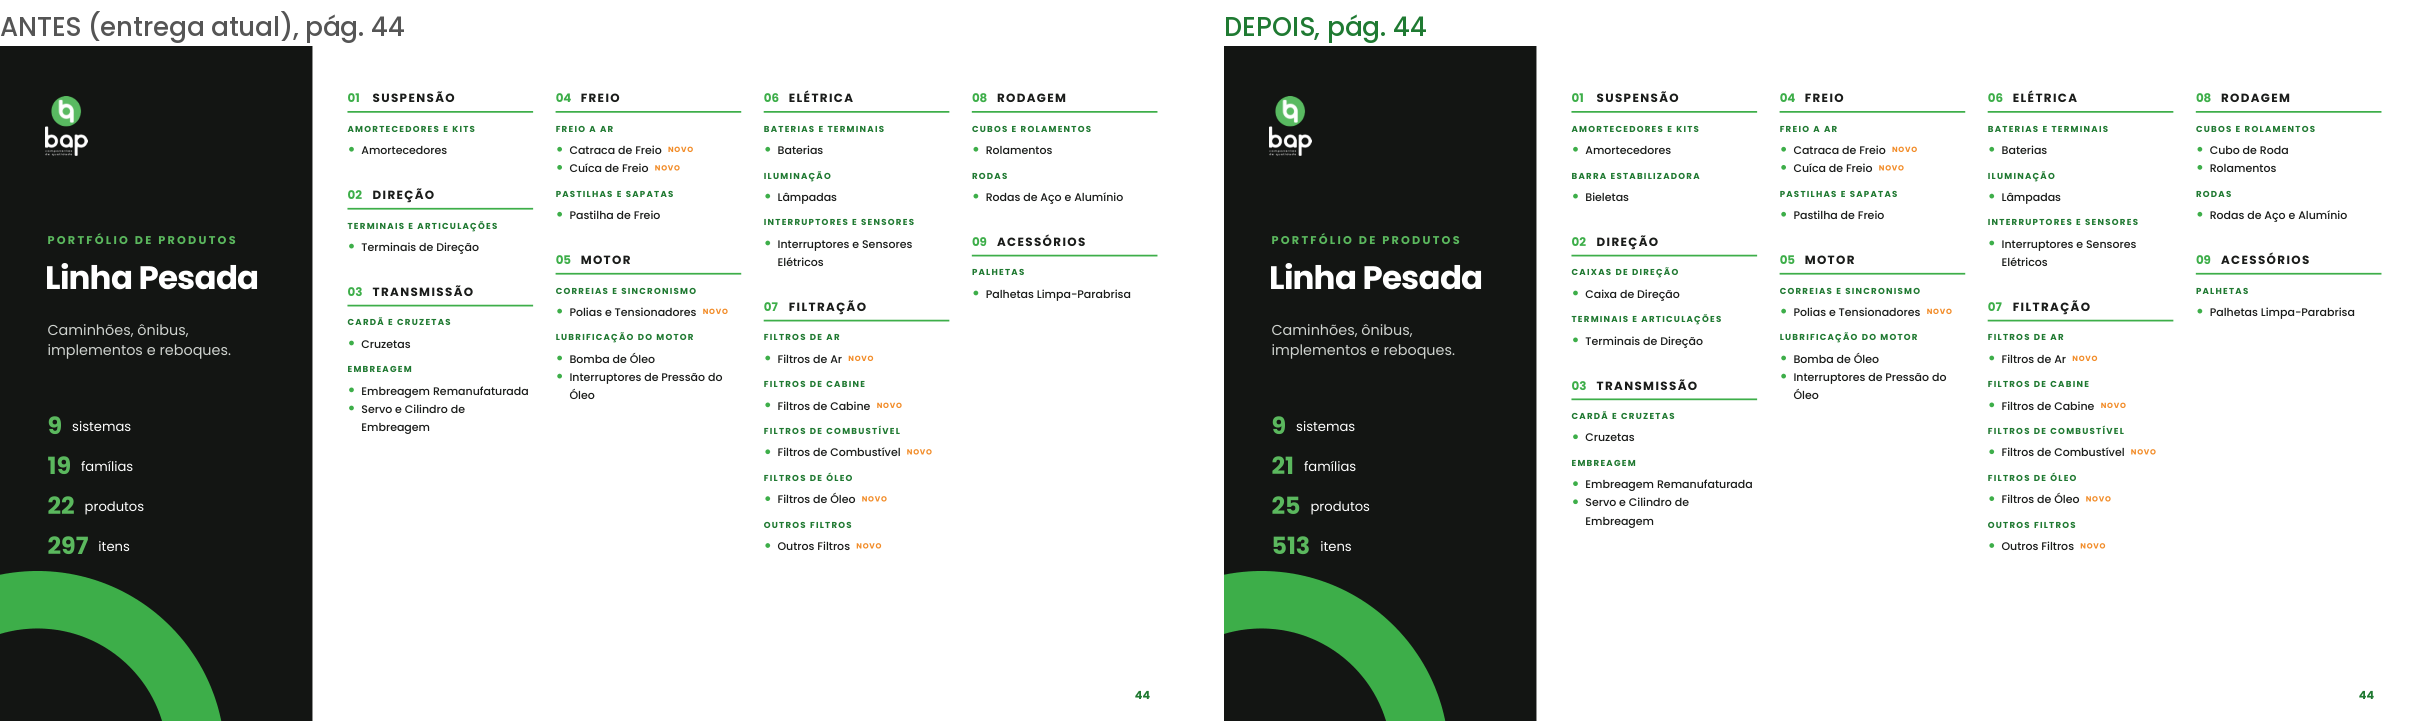 ANTES (entrega atual), pág. 44
bap
PORTFÓLIO DE PRODUTOS
Linha Pesada
Caminhões, ônibus,
implementos e reboques.
9 sistemas
19 famílias
22 produtos
297 itens
01 SUSPENSÃO
AMORTECEDORES E KITS
Amortecedores
02 DIREÇÃO
TERMINAIS E ARTICULAÇÕES
Terminais de Direção
03 TRANSMISSÃO
CARDÃ E CRUZETAS
Cruzetas
EMBREAGEM
Embreagem Remanufaturada
Servo e Cilindro de
Embreagem
04 FREIO
FREIO A AR
Catraca de Freio NOVO
Cuíca de Freio NOVO
PASTILHAS E SAPATAS
Pastilha de Freio
05 MOTOR
CORREIAS E SINCRONISMO
Polias e Tensionadores NOVO
LUBRIFICAÇÃO DO MOTOR
Bomba de Óleo
Interruptores de Pressão do
Óleo
06 ELÉTRICA
BATERIAS E TERMINAIS
Baterias
ILUMINAÇÃO
Lâmpadas
INTERRUPTORES E SENSORES
Interruptores e Sensores
Elétricos
07 FILTRAÇÃO
FILTROS DE AR
Filtros de Ar NOVO
FILTROS DE CABINE
Filtros de Cabine NOVO
FILTROS DE COMBUSTÍVEL
Filtros de Combustível NOVO
FILTROS DE ÓLEO
Filtros de Óleo NOVO
OUTROS FILTROS
Outros Filtros NOVO
08 RODAGEM
CUBOS E ROLAMENTOS
Rolamentos
RODAS
Rodas de Aço e Alumínio
09 ACESSÓRIOS
PALHETAS
Palhetas Limpa-Parabrisa
44
DEPOIS, pág. 44
bap
PORTFÓLIO DE PRODUTOS
Linha Pesada
Caminhões, ônibus,
implementos e reboques.
9 sistemas
21 famílias
25 produtos
513 itens
01 SUSPENSÃO
AMORTECEDORES E KITS
Amortecedores
BARRA ESTABILIZADORA
Bieletas
02 DIREÇÃO
CAIXAS DE DIREÇÃO
Caixa de Direção
TERMINAIS E ARTICULAÇÕES
Terminais de Direção
03 TRANSMISSÃO
CARDÃ E CRUZETAS
Cruzetas
EMBREAGEM
Embreagem Remanufaturada
Servo e Cilindro de
Embreagem
04 FREIO
FREIO A AR
Catraca de Freio NOVO
Cuíca de Freio NOVO
PASTILHAS E SAPATAS
Pastilha de Freio
05 MOTOR
CORREIAS E SINCRONISMO
Polias e Tensionadores NOVO
LUBRIFICAÇÃO DO MOTOR
Bomba de Óleo
Interruptores de Pressão do
Óleo
06 ELÉTRICA
BATERIAS E TERMINAIS
Baterias
ILUMINAÇÃO
Lâmpadas
INTERRUPTORES E SENSORES
Interruptores e Sensores
Elétricos
07 FILTRAÇÃO
FILTROS DE AR
Filtros de Ar NOVO
FILTROS DE CABINE
Filtros de Cabine NOVO
FILTROS DE COMBUSTÍVEL
Filtros de Combustível NOVO
FILTROS DE ÓLEO
Filtros de Óleo NOVO
OUTROS FILTROS
Outros Filtros NOVO
08 RODAGEM
CUBOS E ROLAMENTOS
Cubo de Roda
Rolamentos
RODAS
Rodas de Aço e Alumínio
09 ACESSÓRIOS
PALHETAS
Palhetas Limpa-Parabrisa
44